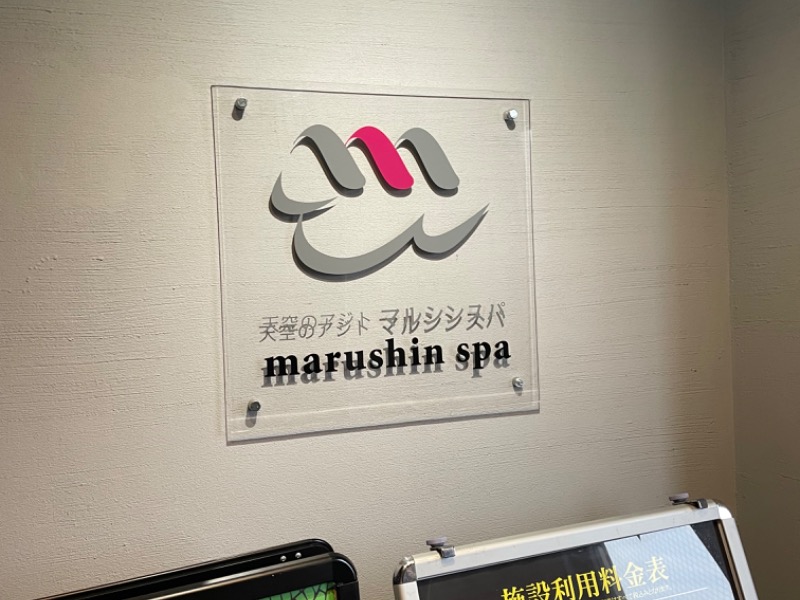 天空のアジト マルシンスパ
marushin spa
施設利用料金表